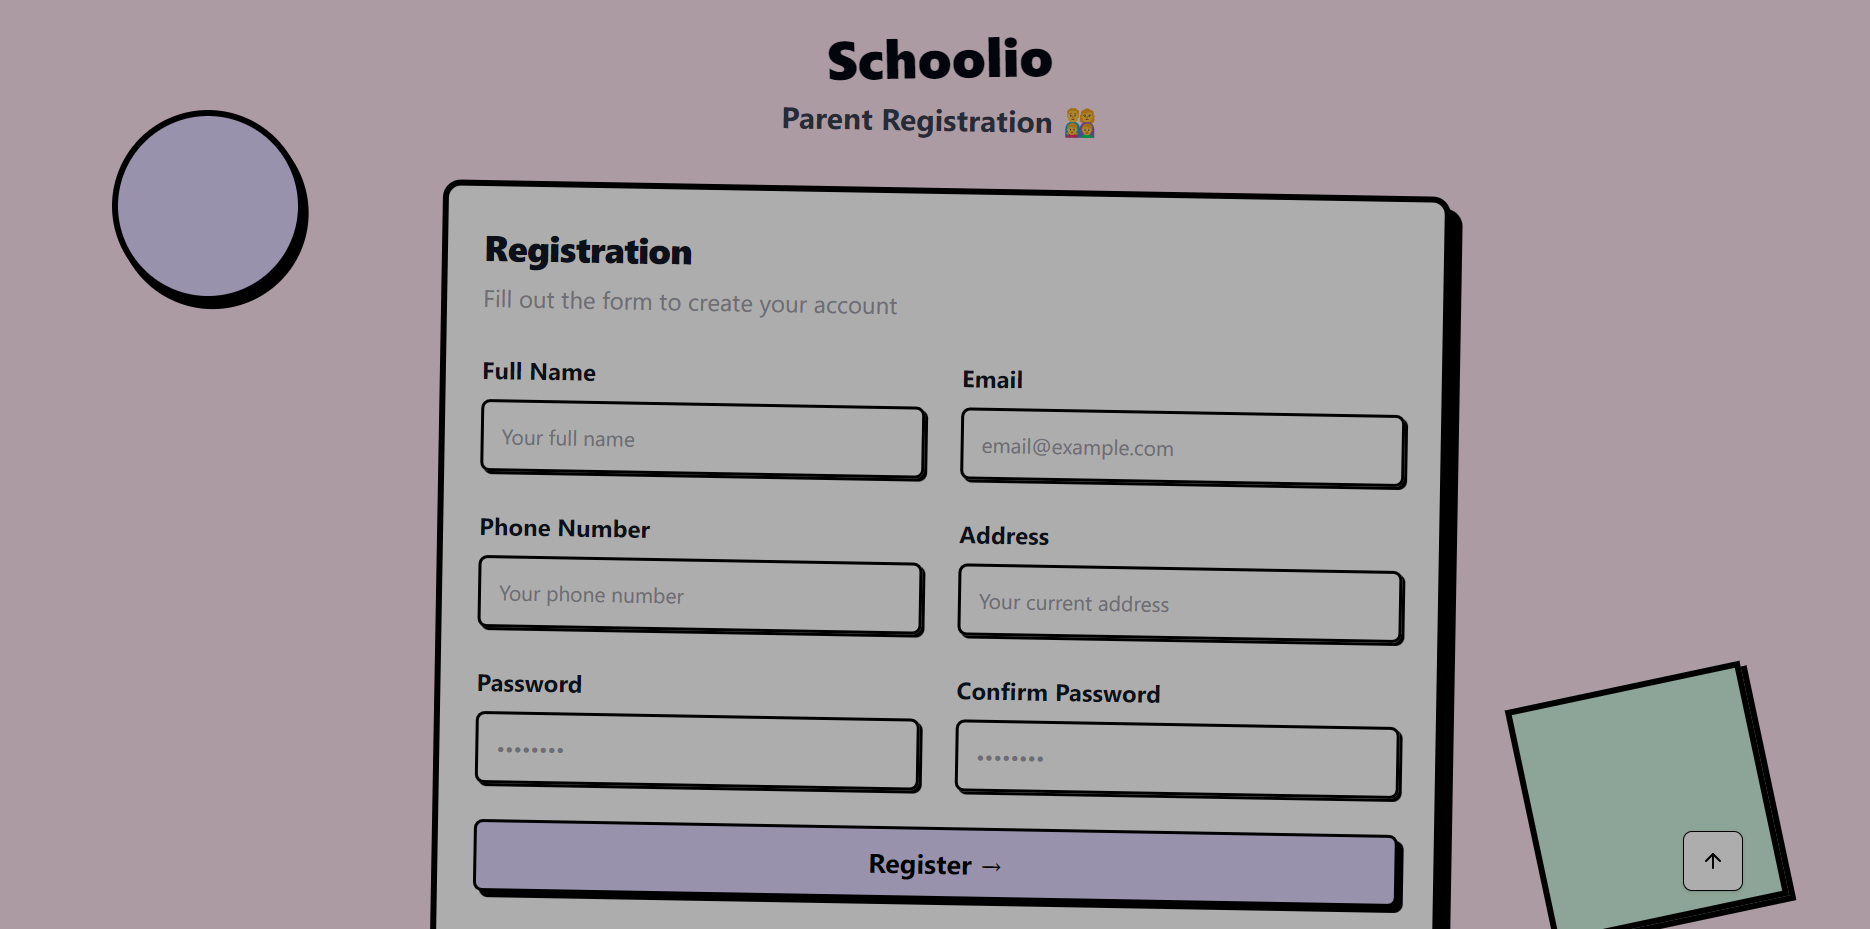 Schoolio
Parent Registration 👨‍👩‍👧‍👦
Registration
Fill out the form to create your account
Full Name
Email
Your full name
email@example.com
Phone Number
Address
Your phone number
Your current address
Password
Confirm Password
••••••••
••••••••
Register →